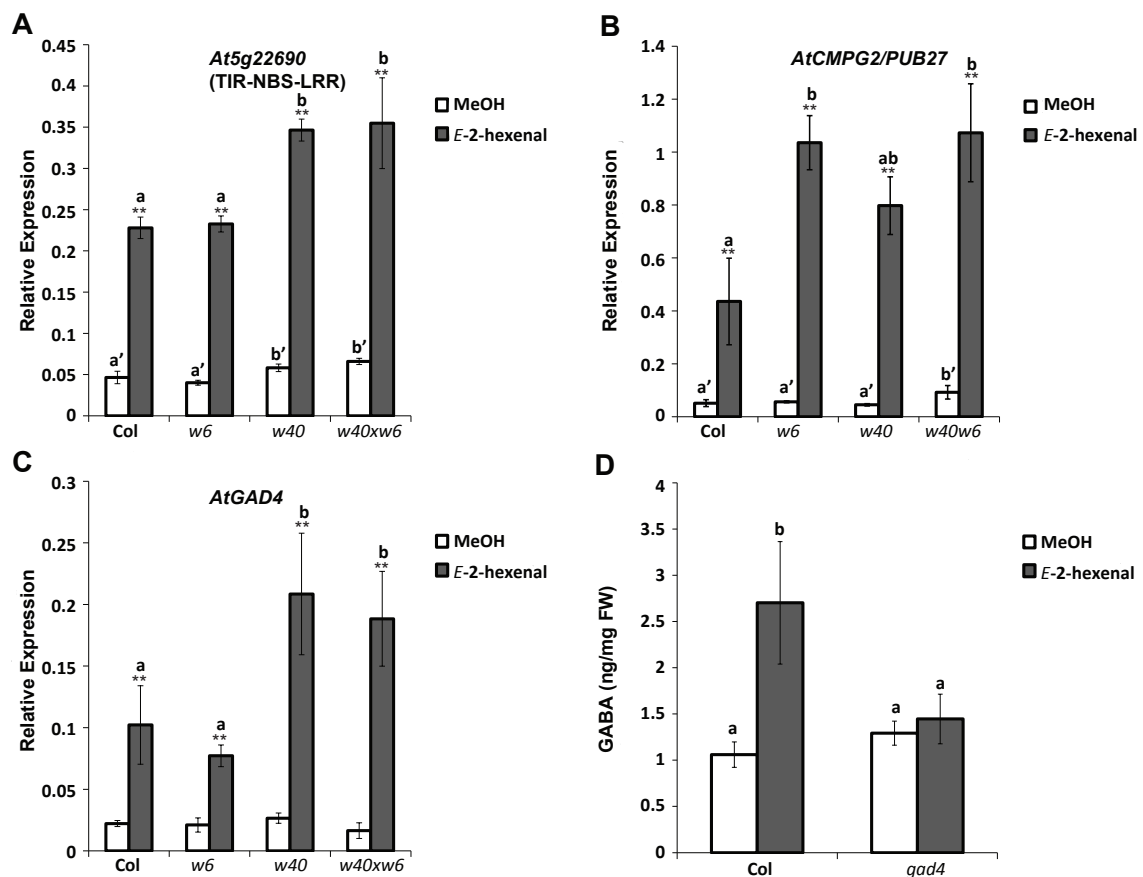 A
At5g22690
(TIR-NBS-LRR)
Relative Expression
0.45
0.4
0.35
0.3
0.25
0.2
0.15
0.1
0.05
0
a
**
a
**
b
**
b
**
a’
a’
b’
b’
Col
w6
w40
w40xw6
MeOH
E-2-hexenal
B
AtCMPG2/PUB27
Relative Expression
1.4
1.2
1
0.8
0.6
0.4
0.2
0
a
**
b
**
ab
**
b
**
a’
a’
a’
b’
Col
w6
w40
w40w6
MeOH
E-2-hexenal
C
AtGAD4
Relative Expression
0.3
0.25
0.2
0.15
0.1
0.05
0
a
**
a
**
b
**
b
**
Col
w6
w40
w40xw6
MeOH
E-2-hexenal
D
GABA (ng/mg FW)
4
3.5
3
2.5
2
1.5
1
0.5
0
a
b
a
a
Col
gad4
MeOH
E-2-hexenal